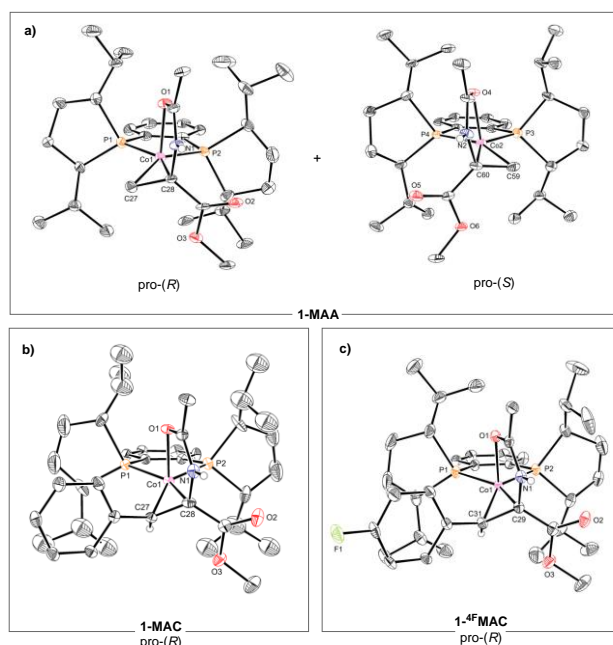 a)
O1
P1
N1
P2
Co1
C27
C28
O2
O3
pro-(R)
+
O4
P4
N2
Co2
P3
C60
C59
O5
O6
pro-(S)
1-MAA
b)
O1
P1
N1
P2
Co1
C27
C28
O2
O3
1-MAC
pro-(R)
c)
O1
P1
P2
N1
Co1
C31
C29
O2
F1
O3
1-⁴ꟳMAC
pro-(R)